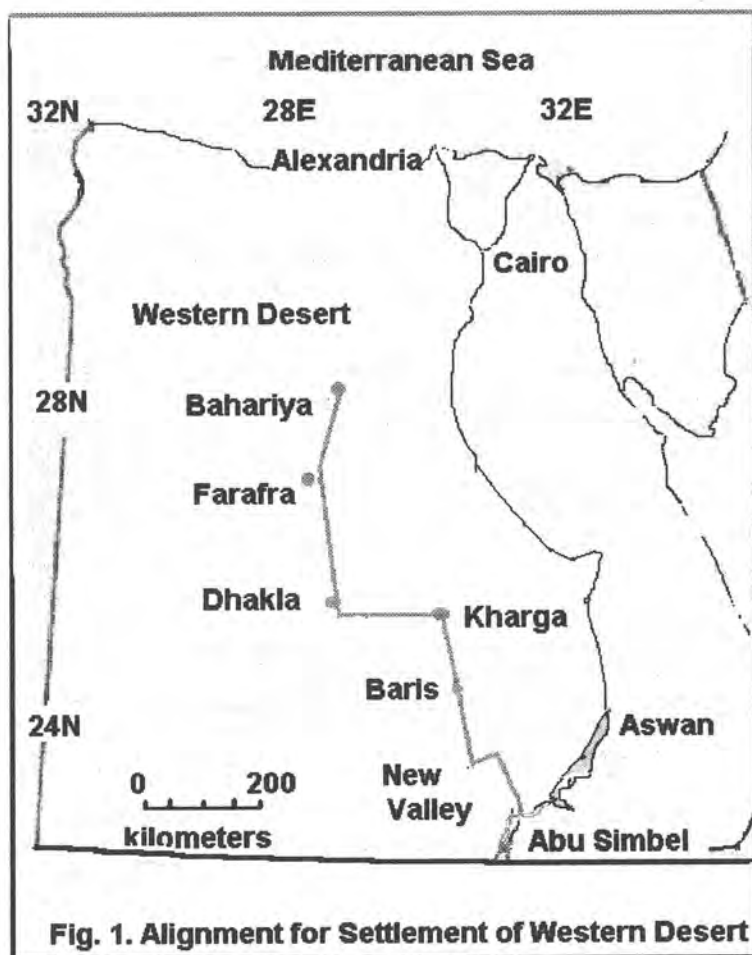 Mediterranean Sea
32N 28E 32E
Alexandria
Cairo
Western Desert
28N Bahariya
Farafra
Dhakla Kharga
Baris
24N Aswan
0 200 New
Valley
kilometers Abu Simbel
Fig. 1. Alignment for Settlement of Western Desert